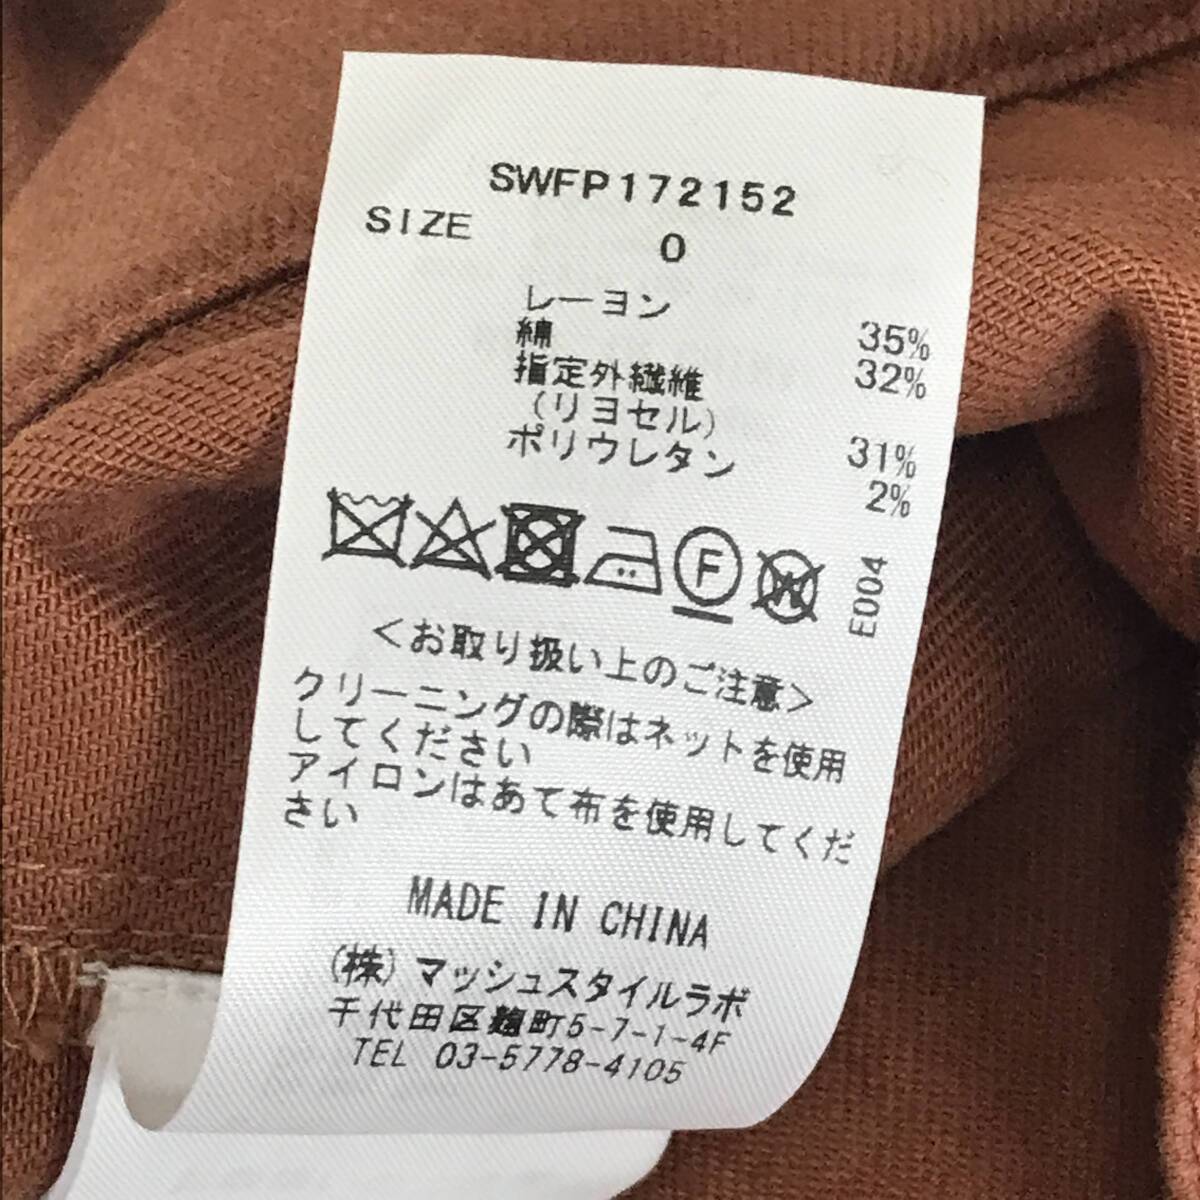 SWFP172152
SIZE 0
レーヨン 35%
綿 32%
指定外繊維
(リヨセル) 31%
ポリウレタン 2%
F W E004
<お取り扱い上のご注意>
クリーニングの際はネットを使用
してください
アイロンはあて布を使用してくだ
さい
MADE IN CHINA
(株)マッシュスタイルラボ
千代田区麹町5-7-1-4F
TEL 03-5778-4105